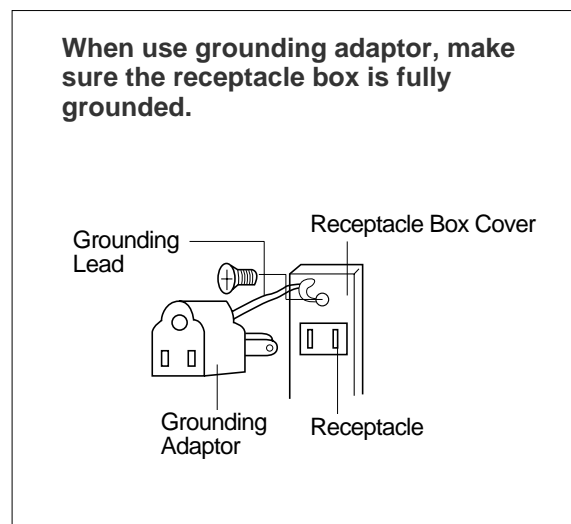 When use grounding adaptor, make
sure the receptacle box is fully
grounded.
Receptacle Box Cover
Grounding
Lead
Grounding
Adaptor
Receptacle